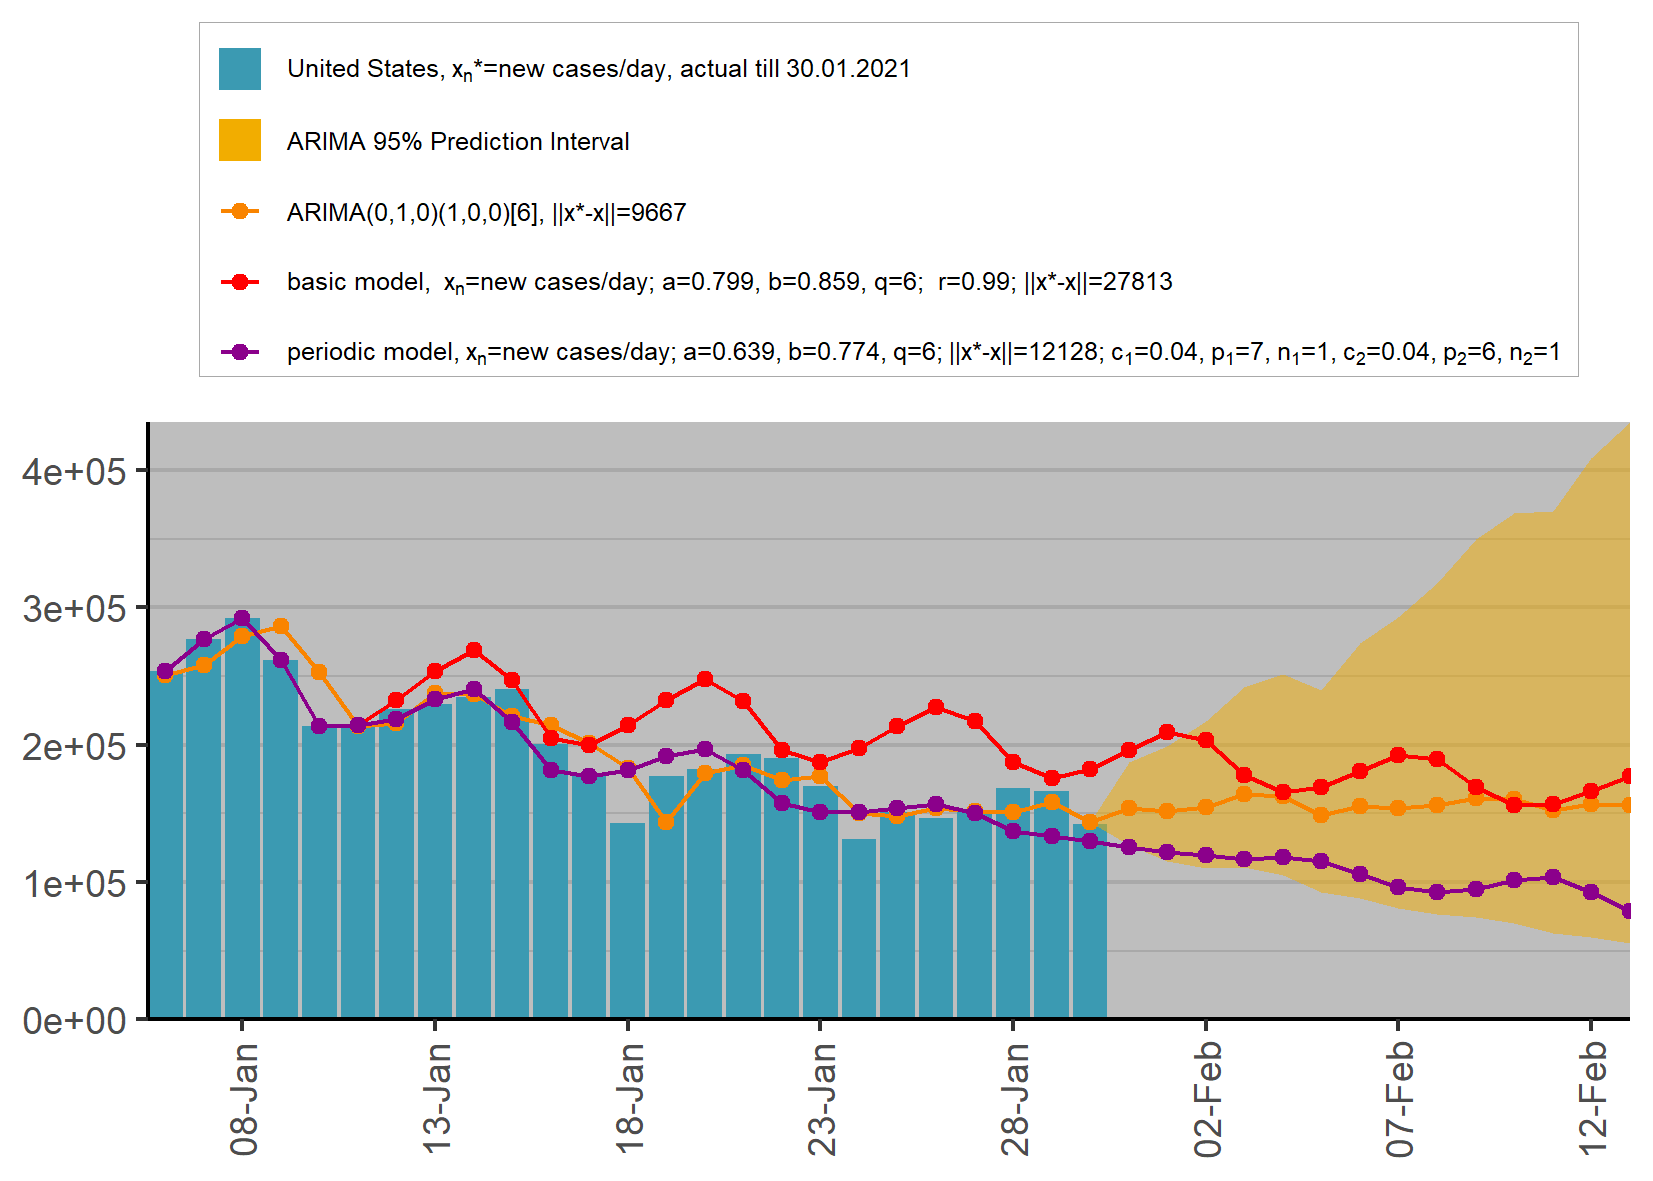 United States, xn*=new cases/day, actual till 30.01.2021
ARIMA 95% Prediction Interval
ARIMA(0,1,0)(1,0,0)[6], ||x*-x||=9667
basic model,  xn=new cases/day; a=0.799, b=0.859, q=6;  r=0.99; ||x*-x||=27813
periodic model, xn=new cases/day; a=0.639, b=0.774, q=6; ||x*-x||=12128; c1=0.04, p1=7, n1=1, c2=0.04, p2=6, n2=1
4e+05
3e+05
2e+05
1e+05
0e+00
08-Jan
13-Jan
18-Jan
23-Jan
28-Jan
02-Feb
07-Feb
12-Feb